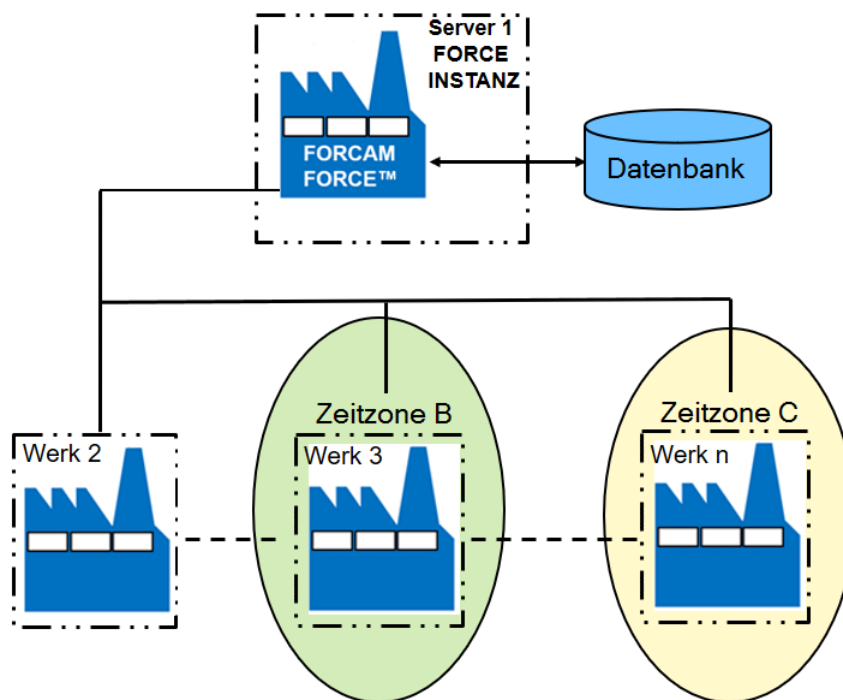 Server 1
FORCE
INSTANZ
FORCAM
FORCE™
Datenbank
Zeitzone B
Zeitzone C
Werk 2
Werk 3
Werk n